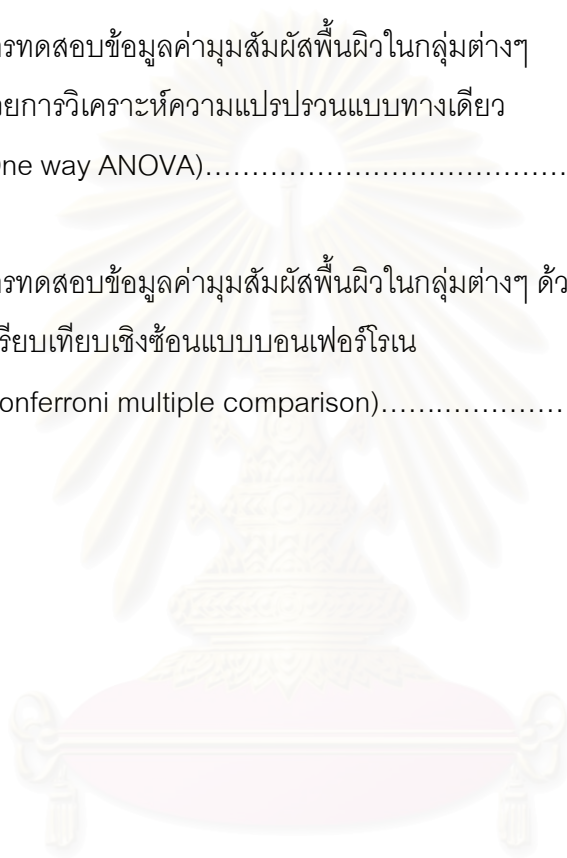 รทดสอบข้อมูลค่ามุมสัมผัสพื้นผิวในกลุ่มต่างๆ
วยการวิเคราะห์ความแปรปรวนแบบทางเดียว
ne way ANOVA)……………………………………
รทดสอบข้อมูลค่ามุมสัมผัสพื้นผิวในกลุ่มต่างๆ ด้ว
รียบเทียบเชิงซ้อนแบบบอนเฟอร์โรเน
onferroni multiple comparison)…….……………